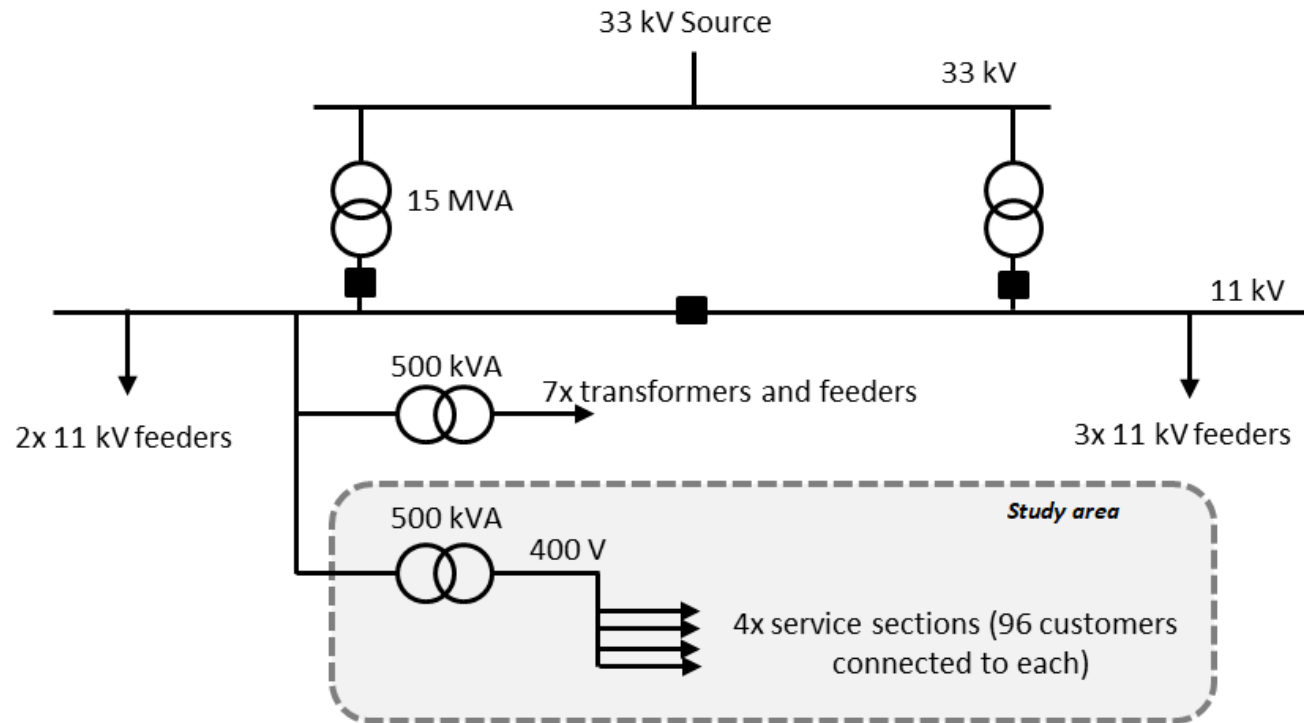 33 kV Source
33 kV
15 MVA
11 kV
500 kVA
7x transformers and feeders
2x 11 kV feeders
3x 11 kV feeders
Study area
500 kVA
400 V
4x service sections (96 customers
connected to each)